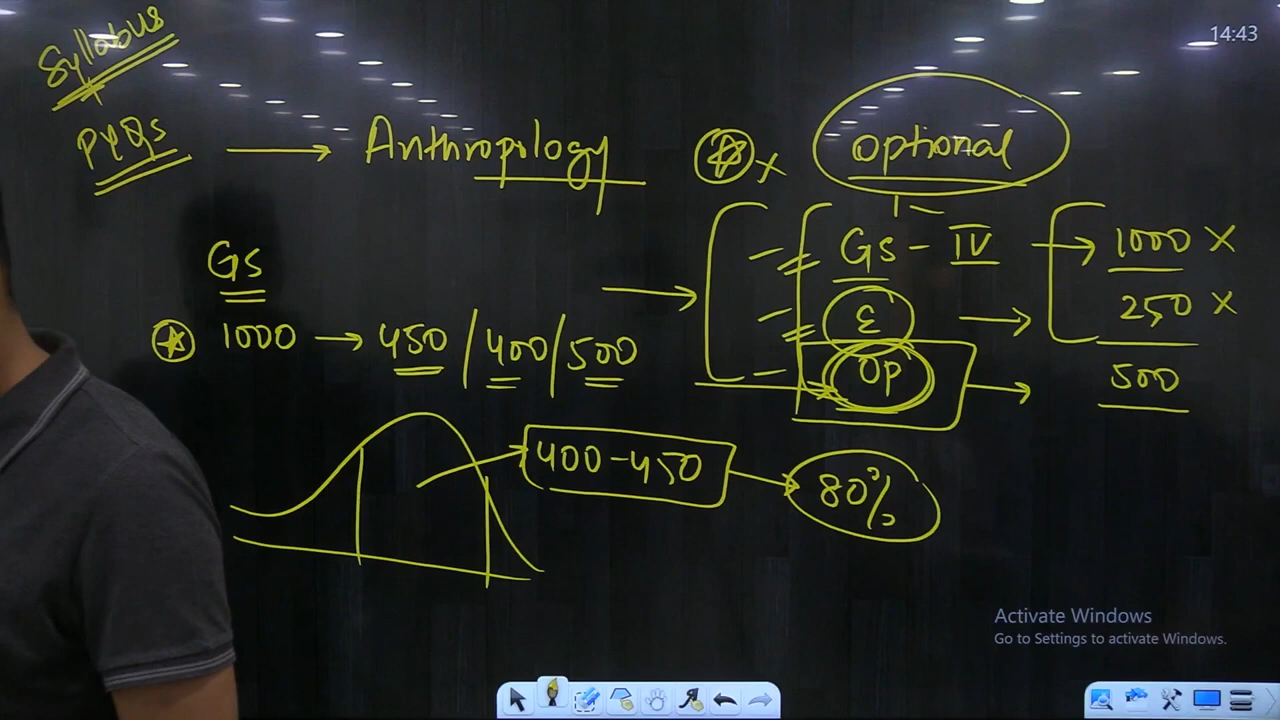 Syllabus
14:43
PYQs → Anthropology
optional
GS
GS - IV → 1000 X
E → 250 X
OP → 500
1000 → 450 / 400 / 500
400-450 → 80%
Activate Windows
Go to Settings to activate Windows.